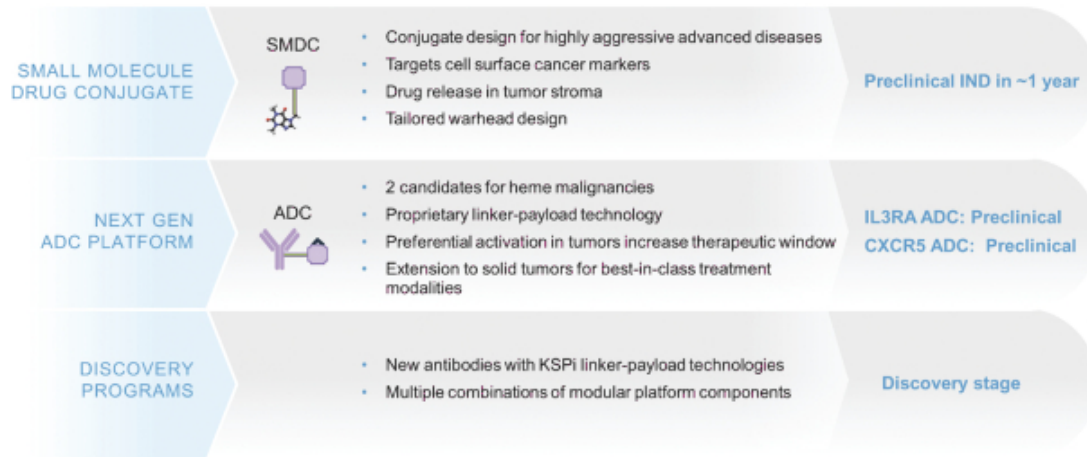 SMALL MOLECULE
DRUG CONJUGATE
SMDC
• Conjugate design for highly aggressive advanced diseases
• Targets cell surface cancer markers
• Drug release in tumor stroma
• Tailored warhead design
Preclinical IND in ~1 year
NEXT GEN
ADC PLATFORM
ADC
• 2 candidates for heme malignancies
• Proprietary linker-payload technology
• Preferential activation in tumors increase therapeutic window
• Extension to solid tumors for best-in-class treatment
modalities
IL3RA ADC: Preclinical
CXCR5 ADC: Preclinical
DISCOVERY
PROGRAMS
• New antibodies with KSPi linker-payload technologies
• Multiple combinations of modular platform components
Discovery stage